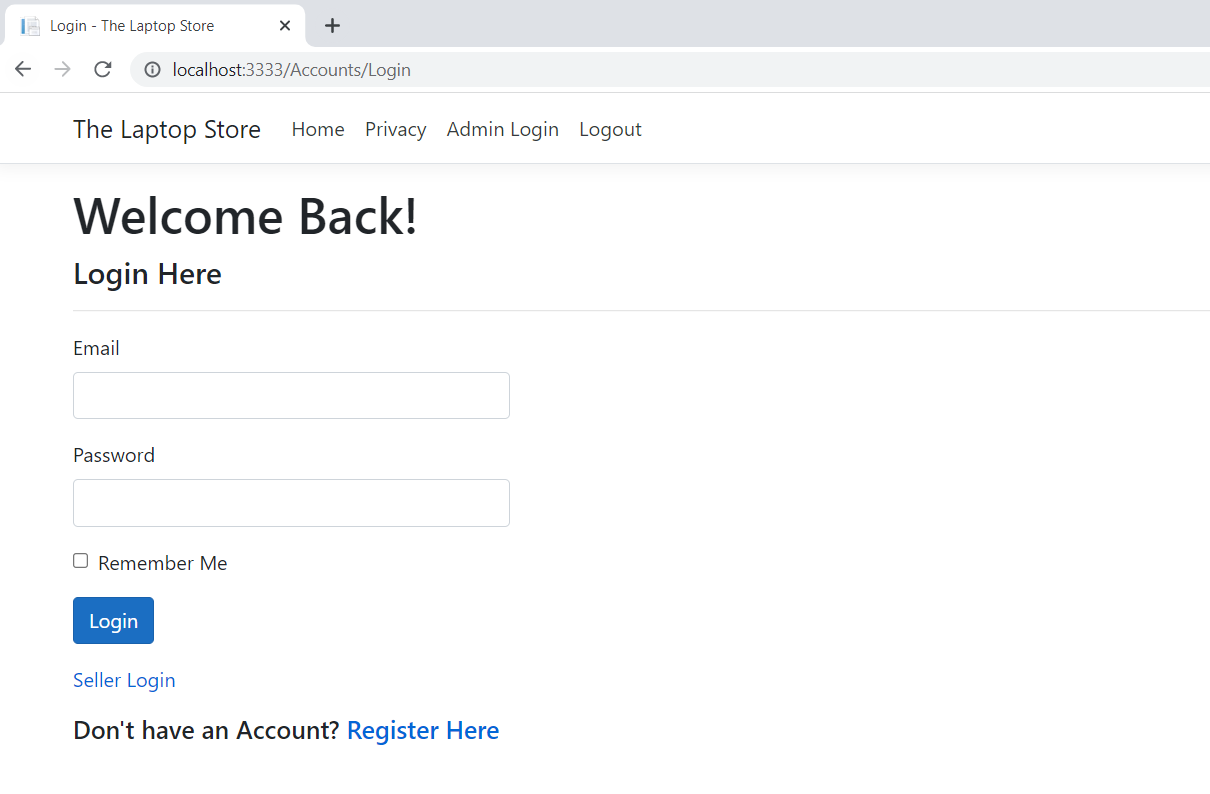 Login - The Laptop Store
localhost:3333/Accounts/Login
The Laptop Store Home Privacy Admin Login Logout
Welcome Back!
Login Here
Email
Password
Remember Me
Login
Seller Login
Don't have an Account? Register Here